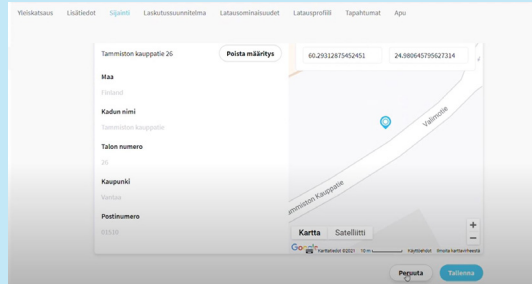 Yleiskatsaus Lisätiedot Sijainti Laskutussuunnitelma Latausominaisuudet Latausprofiili Tapahtumat Apu
Tammiston kauppatie 26
Poista määritys
60.29312875452451
24.980645795627314
Maa
Finland
Kadun nimi
Tammiston kauppatie
Talon numero
26
Kaupunki
Vantaa
Postinumero
01510
Valimotie
Tammiston Kauppatie
Kartta Satelliitti
+
−
Google
Karttatiedot ©2021 10 m Käyttöehdot Ilmoita karttavirheestä
Peruuta
Tallenna